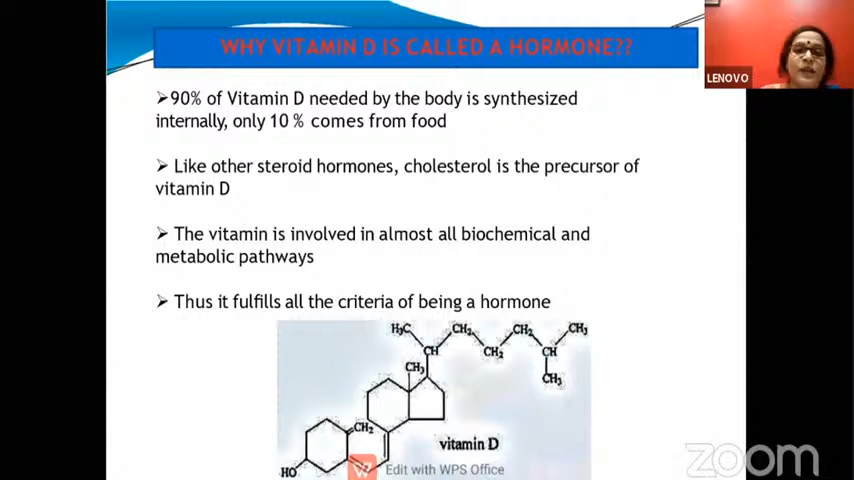 WHY VITAMIN D IS CALLED A HORMONE??
LENOVO
➢90% of Vitamin D needed by the body is synthesized
internally, only 10 % comes from food
➢ Like other steroid hormones, cholesterol is the precursor of
vitamin D
➢ The vitamin is involved in almost all biochemical and
metabolic pathways
➢ Thus it fulfills all the criteria of being a hormone
H₃C CH₂ CH₂ CH₃
CH CH₂ CH
CH₃ CH₃
CH₂
vitamin D
HO
W Edit with WPS Office
zoom